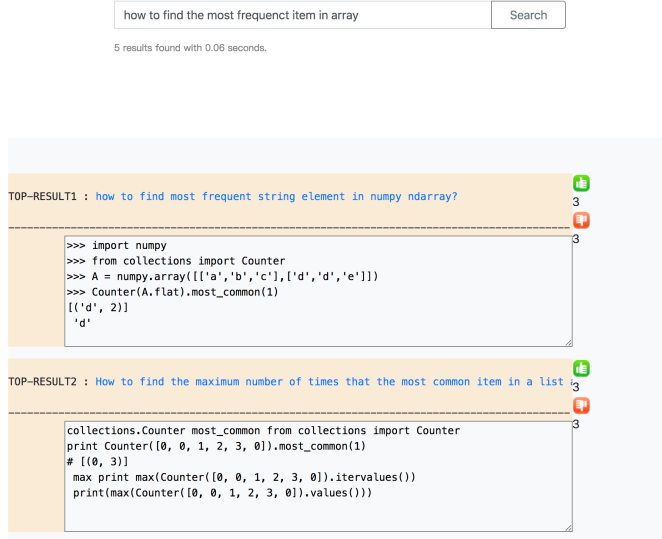 how to find the most frequenct item in array
Search
5 results found with 0.06 seconds.
TOP-RESULT1 : how to find most frequent string element in numpy ndarray?
3
3
>>> import numpy
>>> from collections import Counter
>>> A = numpy.array([['a','b','c'],['d','d','e']])
>>> Counter(A.flat).most_common(1)
[('d', 2)]
'd'
TOP-RESULT2 : How to find the maximum number of times that the most common item in a list
3
3
collections.Counter most_common from collections import Counter
print Counter([0, 0, 1, 2, 3, 0]).most_common(1)
# [(0, 3)]
max print max(Counter([0, 0, 1, 2, 3, 0]).itervalues())
print(max(Counter([0, 0, 1, 2, 3, 0]).values()))